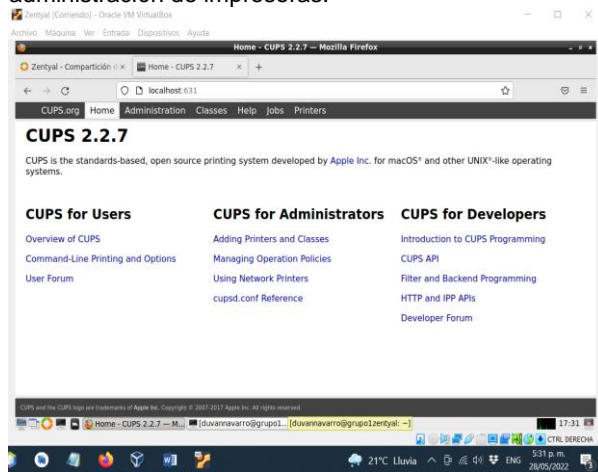 administración de impresoras.
Zentyal [Corriendo] - Oracle VM VirtualBox
Archivo Máquina Ver Entrada Dispositivos Ayuda
Home - CUPS 2.2.7 — Mozilla Firefox
Zentyal - Compartición d
Home - CUPS 2.2.7
localhost:631
CUPS.org Home Administration Classes Help Jobs Printers
CUPS 2.2.7
CUPS is the standards-based, open source printing system developed by Apple Inc. for macOS® and other UNIX®-like operating
systems.
CUPS for Users
Overview of CUPS
Command-Line Printing and Options
User Forum
CUPS for Administrators
Adding Printers and Classes
Managing Operation Policies
Using Network Printers
cupsd.conf Reference
CUPS for Developers
Introduction to CUPS Programming
CUPS API
Filter and Backend Programming
HTTP and IPP APIs
Developer Forum
CUPS and the CUPS logo are trademarks of Apple Inc. Copyright © 2007-2017 Apple Inc. All rights reserved.
Home - CUPS 2.2.7 — M...
[duvannavarro@grupo1...
[duvannavarro@grupo1zentyal: ~]
17:31
CTRL DERECHA
21°C Lluvia
ENG
5:31 p. m.
28/05/2022